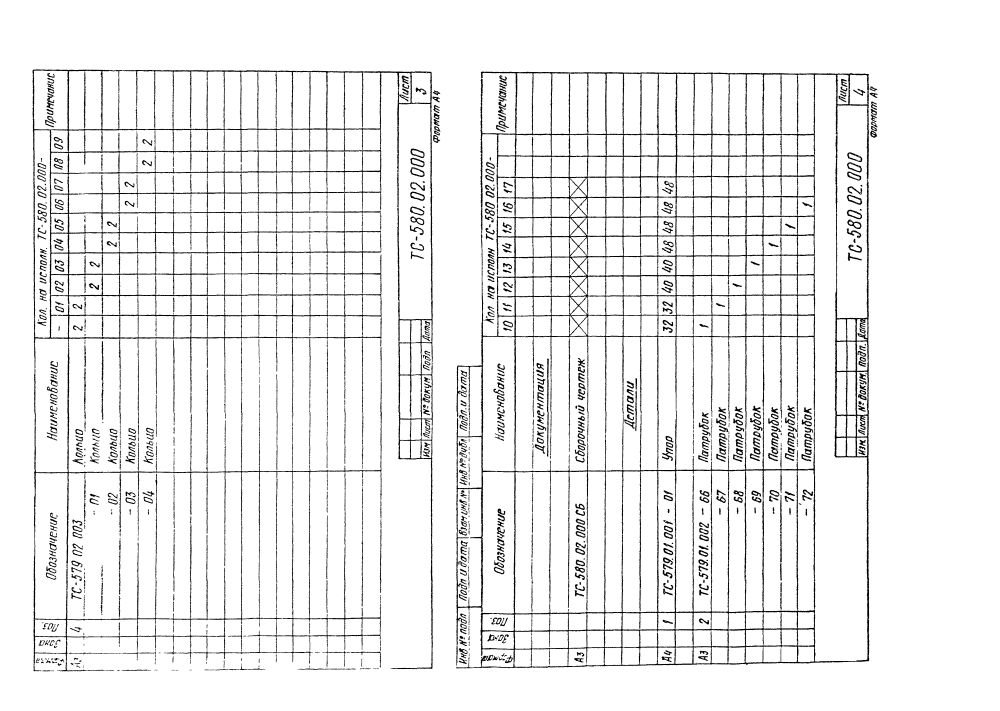 Формат Зона Поз. Обозначение Наименование Кол. на исполн. ТС-580.02.000- Примечание
- 01 02 03 04 05 06 07 08 09
А3 4 ТС-579 02 003 Кольцо 2 2
- 01 Кольцо 2 2
- 02 Кольцо 2 2
- 03 Кольцо 2 2
- 04 Кольцо 2 2
Изм Лист № докум. Подп Дата
ТС-580.02.000
Лист
3
Формат А4
Инв № подп Подп и дата Взам инв № Инв № дубл Подп. и дата
Формат Зона Поз. Обозначение Наименование Кол на исполн ТС-580 02.000- Примечание
10 11 12 13 14 15 16 17
Документация
А3 ТС-580.02.000 СБ Сборочный чертеж
Детали
А4 1 ТС-579.01.001 - 01 Упор 32 32 40 40 48 48 48 48
А3 2 ТС-579.01.002 - 66 Патрубок 1
- 67 Патрубок 1
- 68 Патрубок 1
- 69 Патрубок 1
- 70 Патрубок 1
- 71 Патрубок 1
- 72 Патрубок 1
Изм Лист № докум. Подп. Дата
ТС-580.02.000
Лист
4
Формат А4